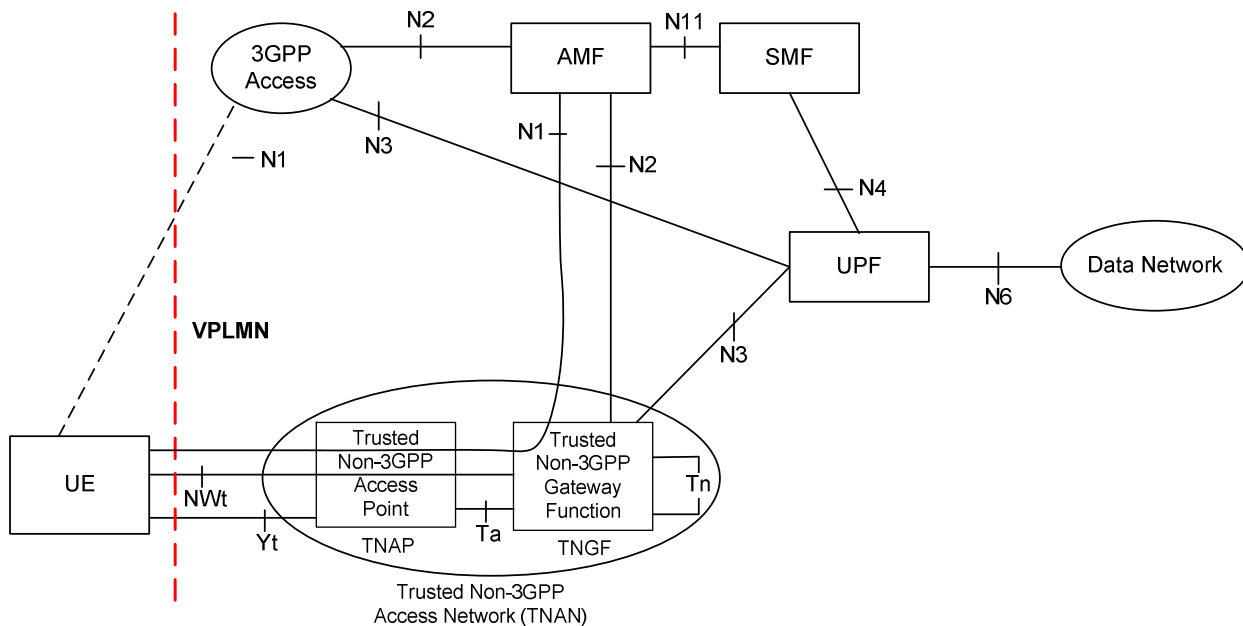 N2
N11
3GPP
Access
AMF
SMF
N1
N3
N1
N2
N4
UPF
Data Network
N6
VPLMN
N3
UE
Trusted
Non-3GPP
Access
Point
Trusted
Non-3GPP
Gateway
Function
Tn
NWt
Yt
Ta
TNAP
TNGF
Trusted Non-3GPP
Access Network (TNAN)